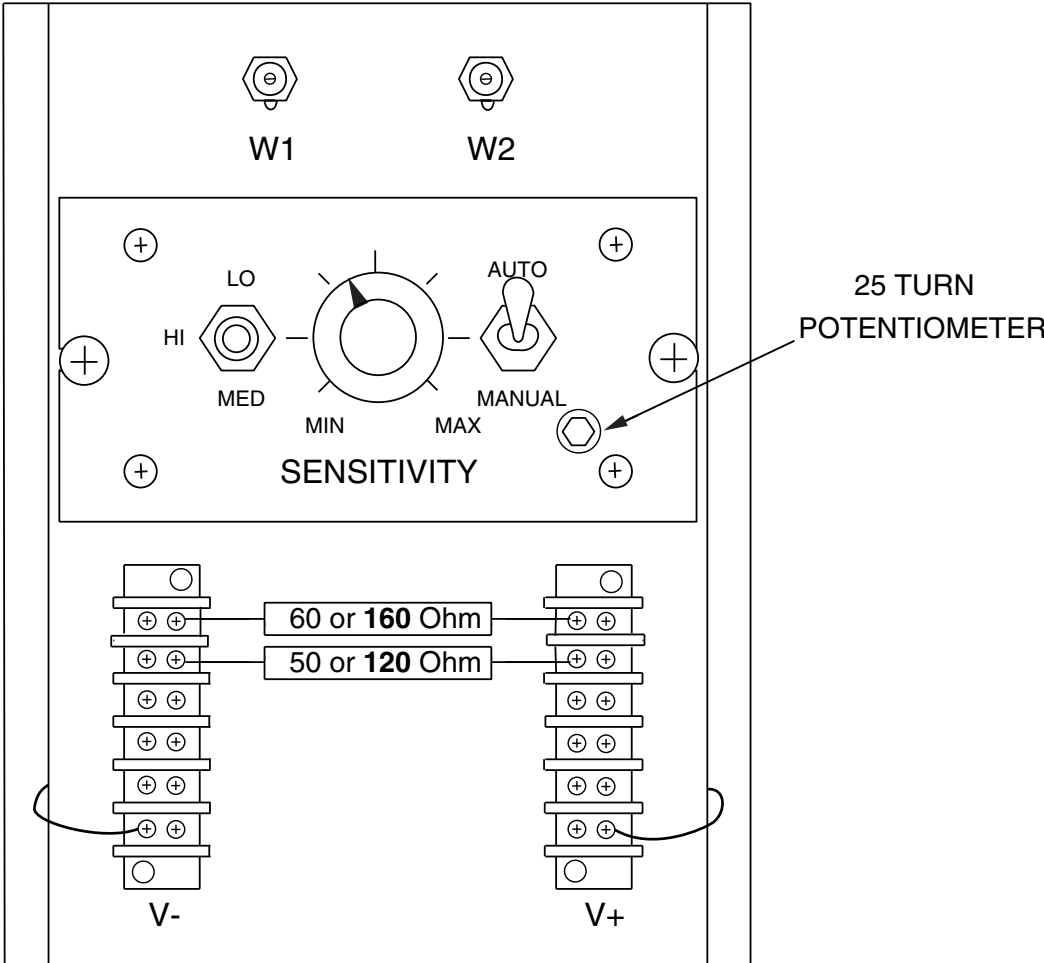 W1
W2
LO
AUTO
25 TURN
POTENTIOMETER
HI
MED
MANUAL
MIN
MAX
SENSITIVITY
60 or 160 Ohm
50 or 120 Ohm
V-
V+